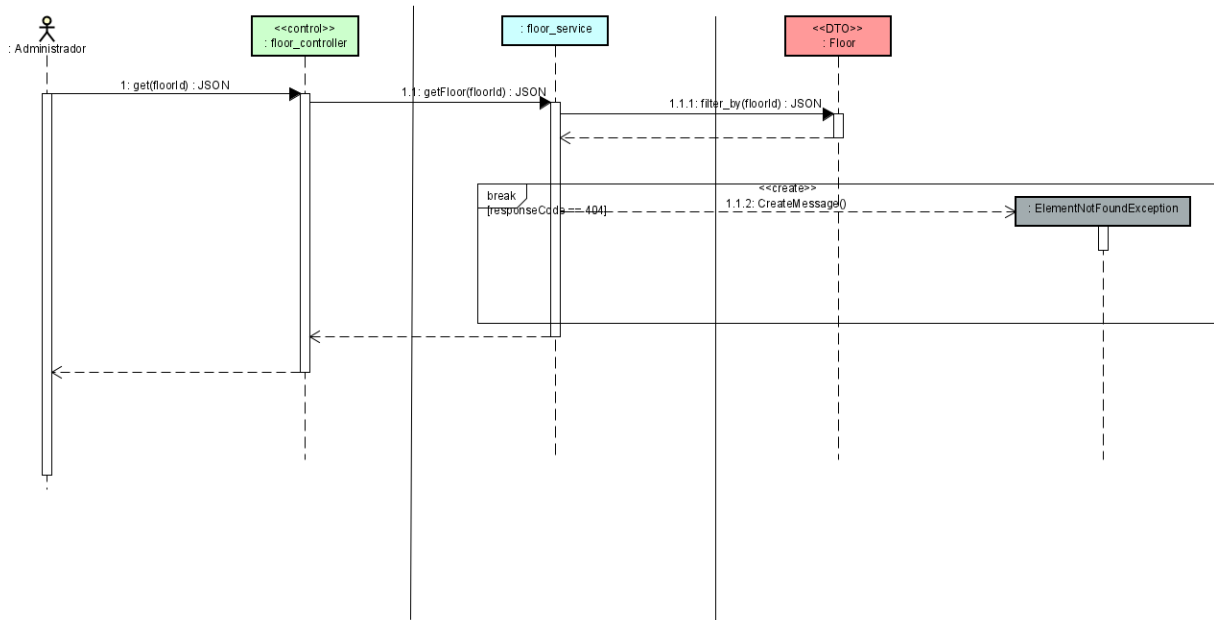 : Administrador
<<control>>
: floor_controller
: floor_service
<<DTO>>
: Floor
1: get(floorId) : JSON
1.1: getFloor(floorId) : JSON
1.1.1: filter_by(floorId) : JSON
break
[responseCode == 404]
<<create>>
1.1.2: CreateMessage()
: ElementNotFoundException